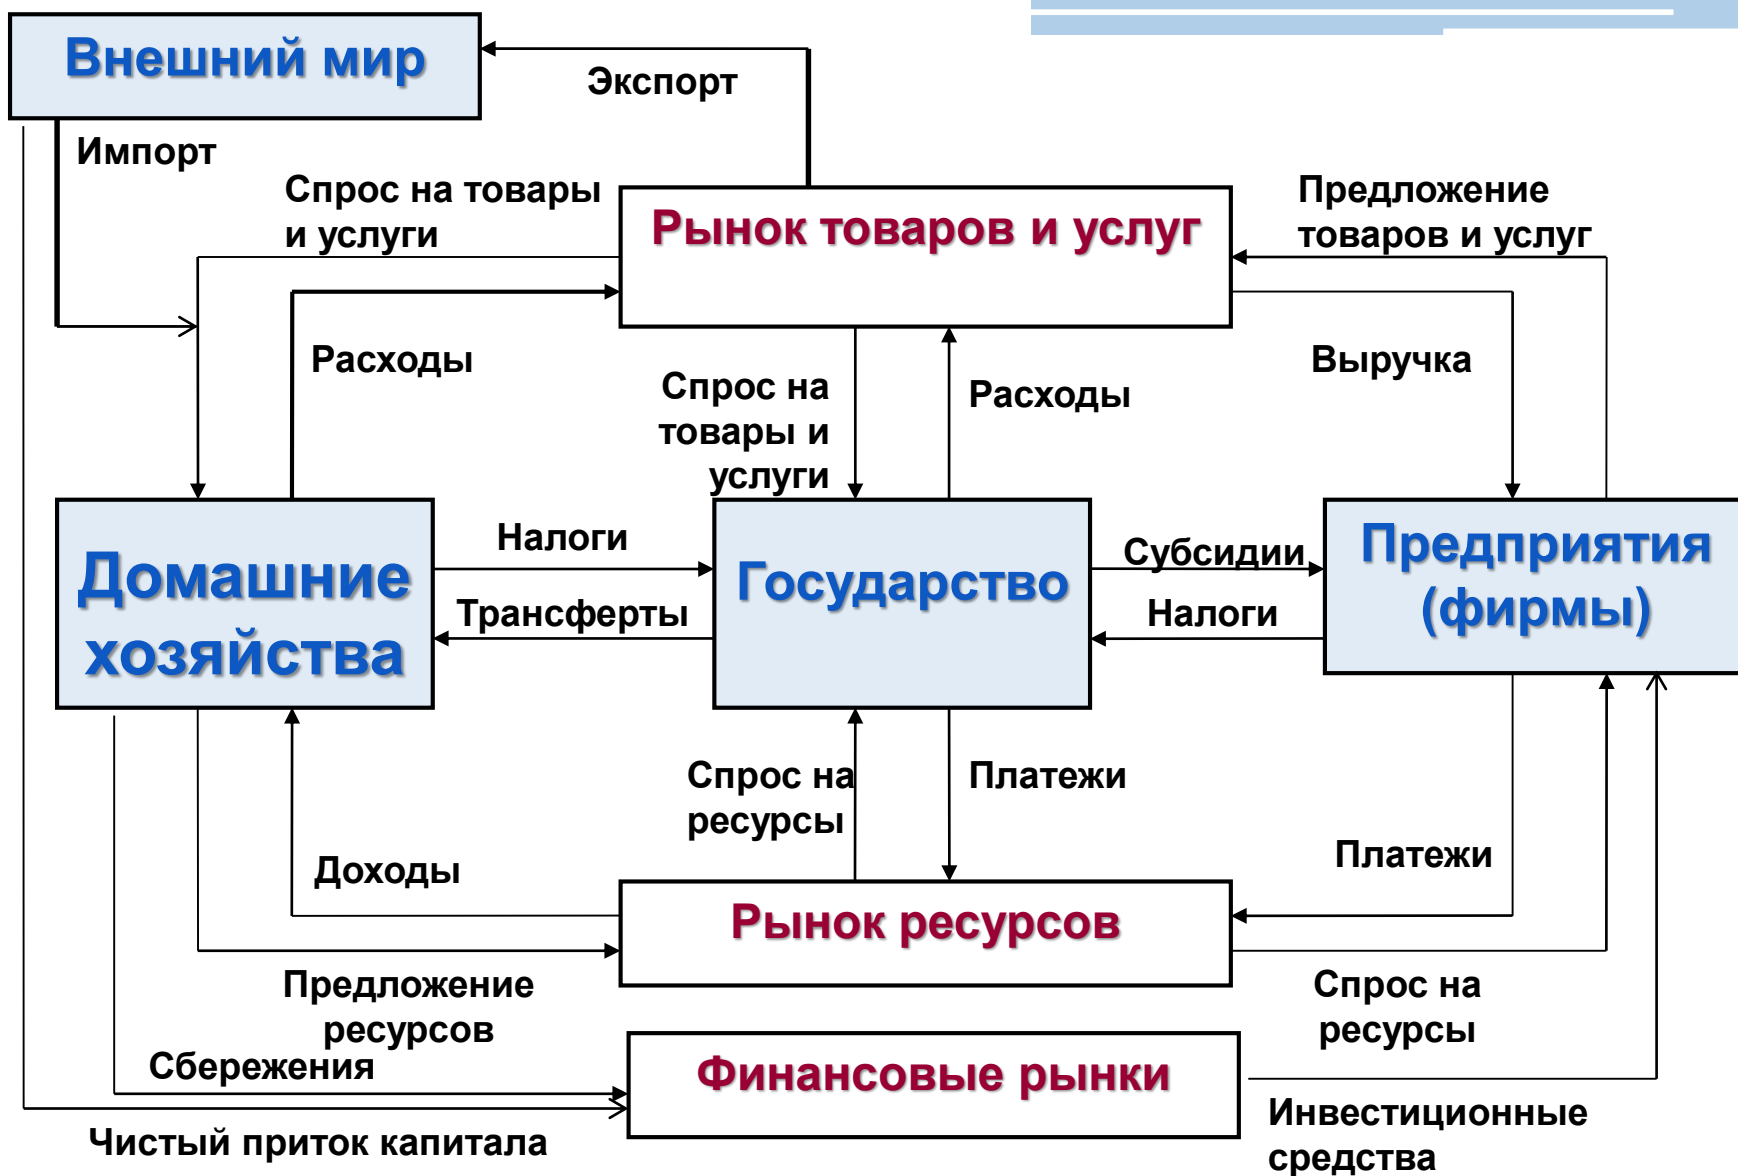 Внешний мир
Экспорт
Импорт
Спрос на товары
и услуги
Рынок товаров и услуг
Предложение
товаров и услуг
Расходы
Спрос на
товары и
услуги
Расходы
Выручка
Домашние
хозяйства
Налоги
Трансферты
Государство
Субсидии
Налоги
Предприятия
(фирмы)
Спрос на
ресурсы
Платежи
Доходы
Платежи
Рынок ресурсов
Предложение
ресурсов
Спрос на
ресурсы
Сбережения
Финансовые рынки
Чистый приток капитала
Инвестиционные
средства